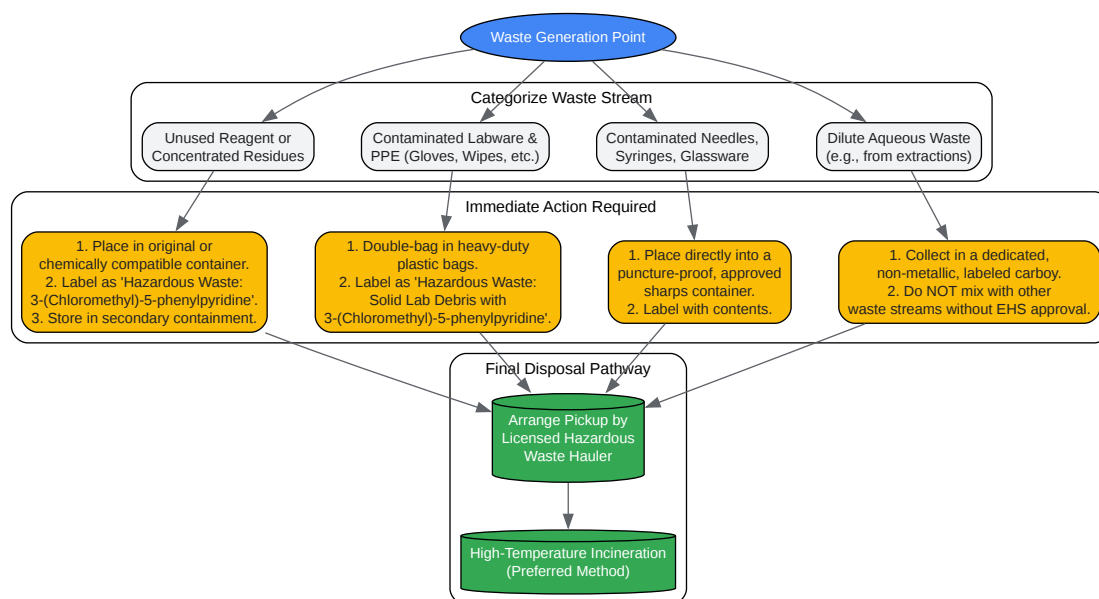 Waste Generation Point
Categorize Waste Stream
Unused Reagent or
Concentrated Residues
Contaminated Labware &
PPE (Gloves, Wipes, etc.)
Contaminated Needles,
Syringes, Glassware
Dilute Aqueous Waste
(e.g., from extractions)
Immediate Action Required
1. Place in original or
chemically compatible container.
2. Label as 'Hazardous Waste:
3-(Chloromethyl)-5-phenylpyridine'.
3. Store in secondary containment.
1. Double-bag in heavy-duty
plastic bags.
2. Label as 'Hazardous Waste:
Solid Lab Debris with
3-(Chloromethyl)-5-phenylpyridine'.
1. Place directly into a
puncture-proof, approved
sharps container.
2. Label with contents.
1. Collect in a dedicated,
non-metallic, labeled carboy.
2. Do NOT mix with other
waste streams without EHS approval.
Final Disposal Pathway
Arrange Pickup by
Licensed Hazardous
Waste Hauler
High-Temperature Incineration
(Preferred Method)